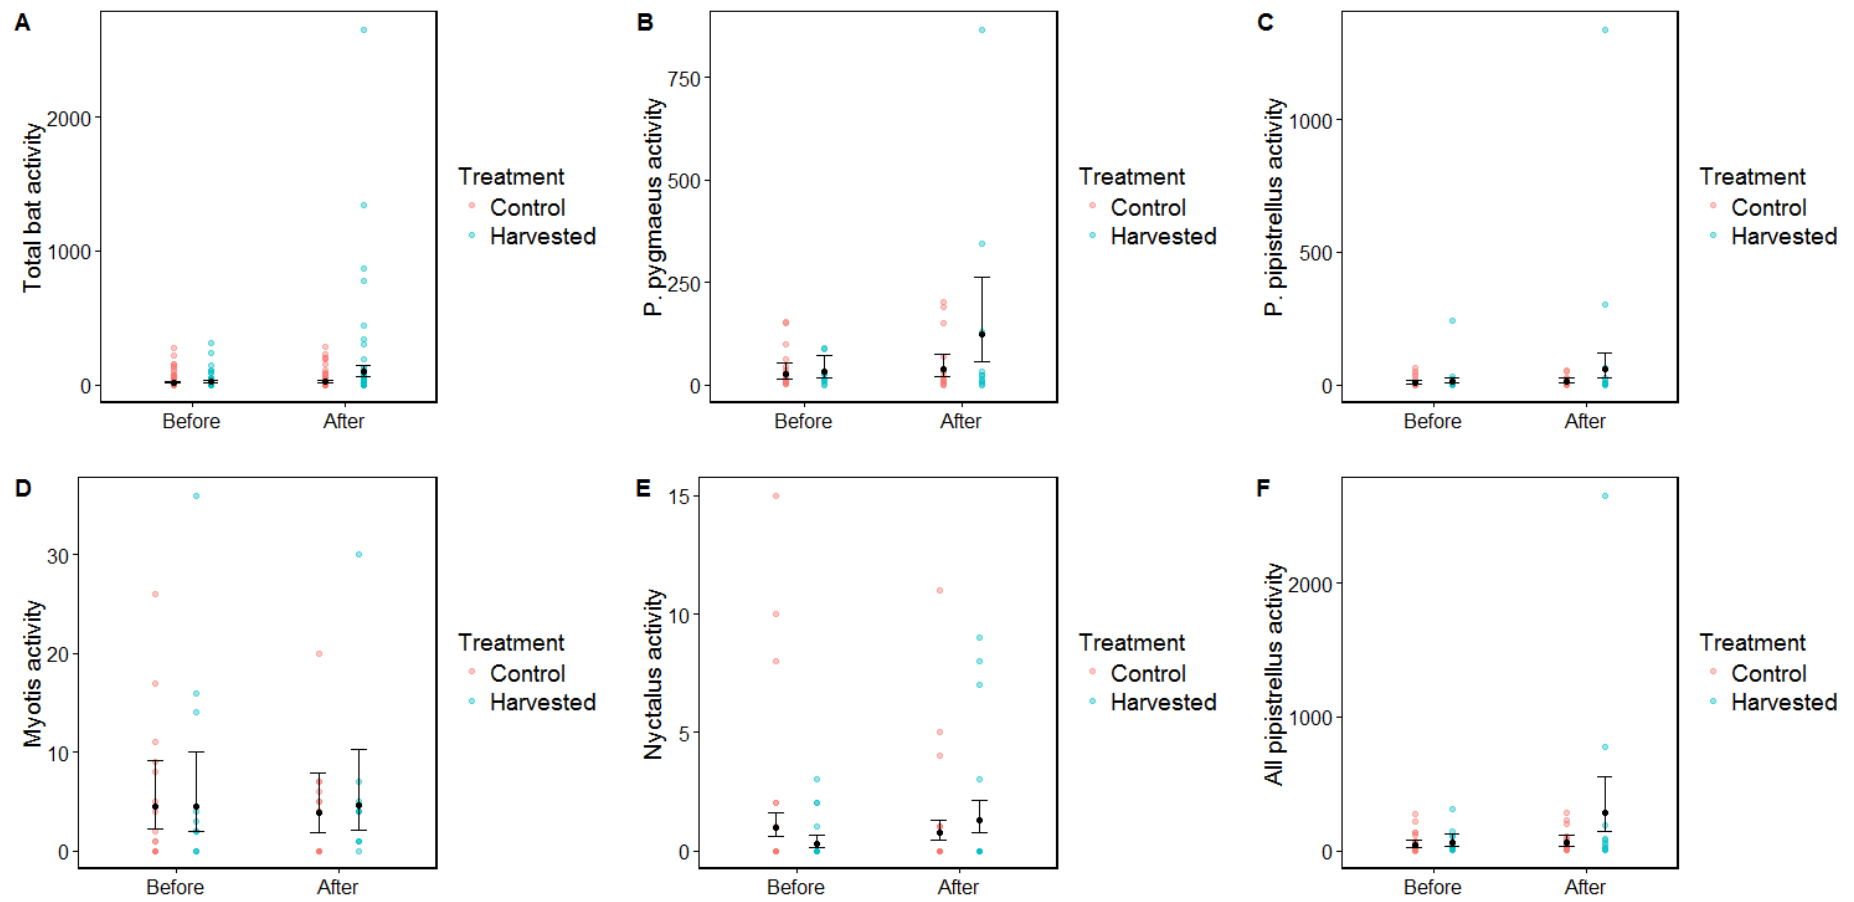 A
Total bat activity
2000
1000
0
Before After
Treatment
Control
Harvested
B
P. pygmaeus activity
750
500
250
0
Before After
Treatment
Control
Harvested
C
P. pipistrellus activity
1000
500
0
Before After
Treatment
Control
Harvested
D
Myotis activity
30
20
10
0
Before After
Treatment
Control
Harvested
E
Nyctalus activity
15
10
5
0
Before After
Treatment
Control
Harvested
F
All pipistrellus activity
2000
1000
0
Before After
Treatment
Control
Harvested